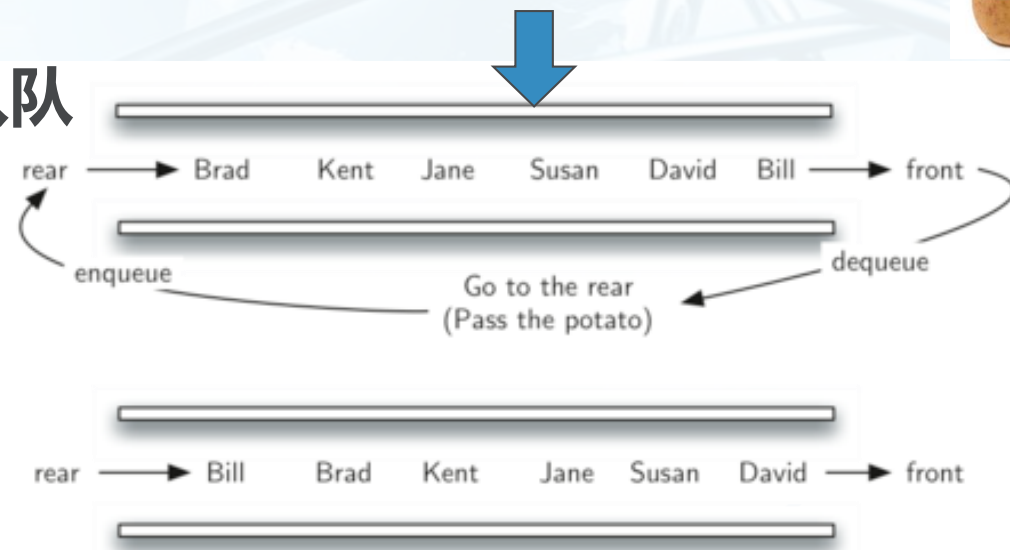 队
rear Brad Kent Jane Susan David Bill front
enqueue
dequeue
Go to the rear
(Pass the potato)
rear Bill Brad Kent Jane Susan David front